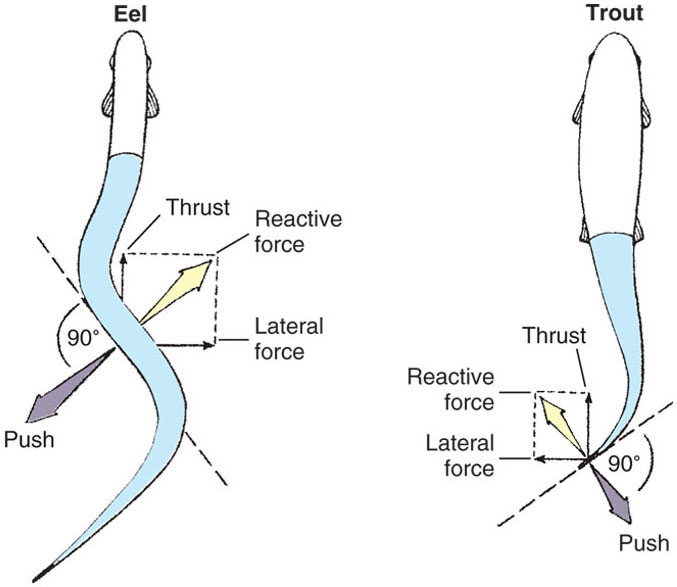 Eel
Thrust
Reactive
force
90°
Lateral
force
Push
Trout
Thrust
Reactive
force
Lateral
force
90°
Push